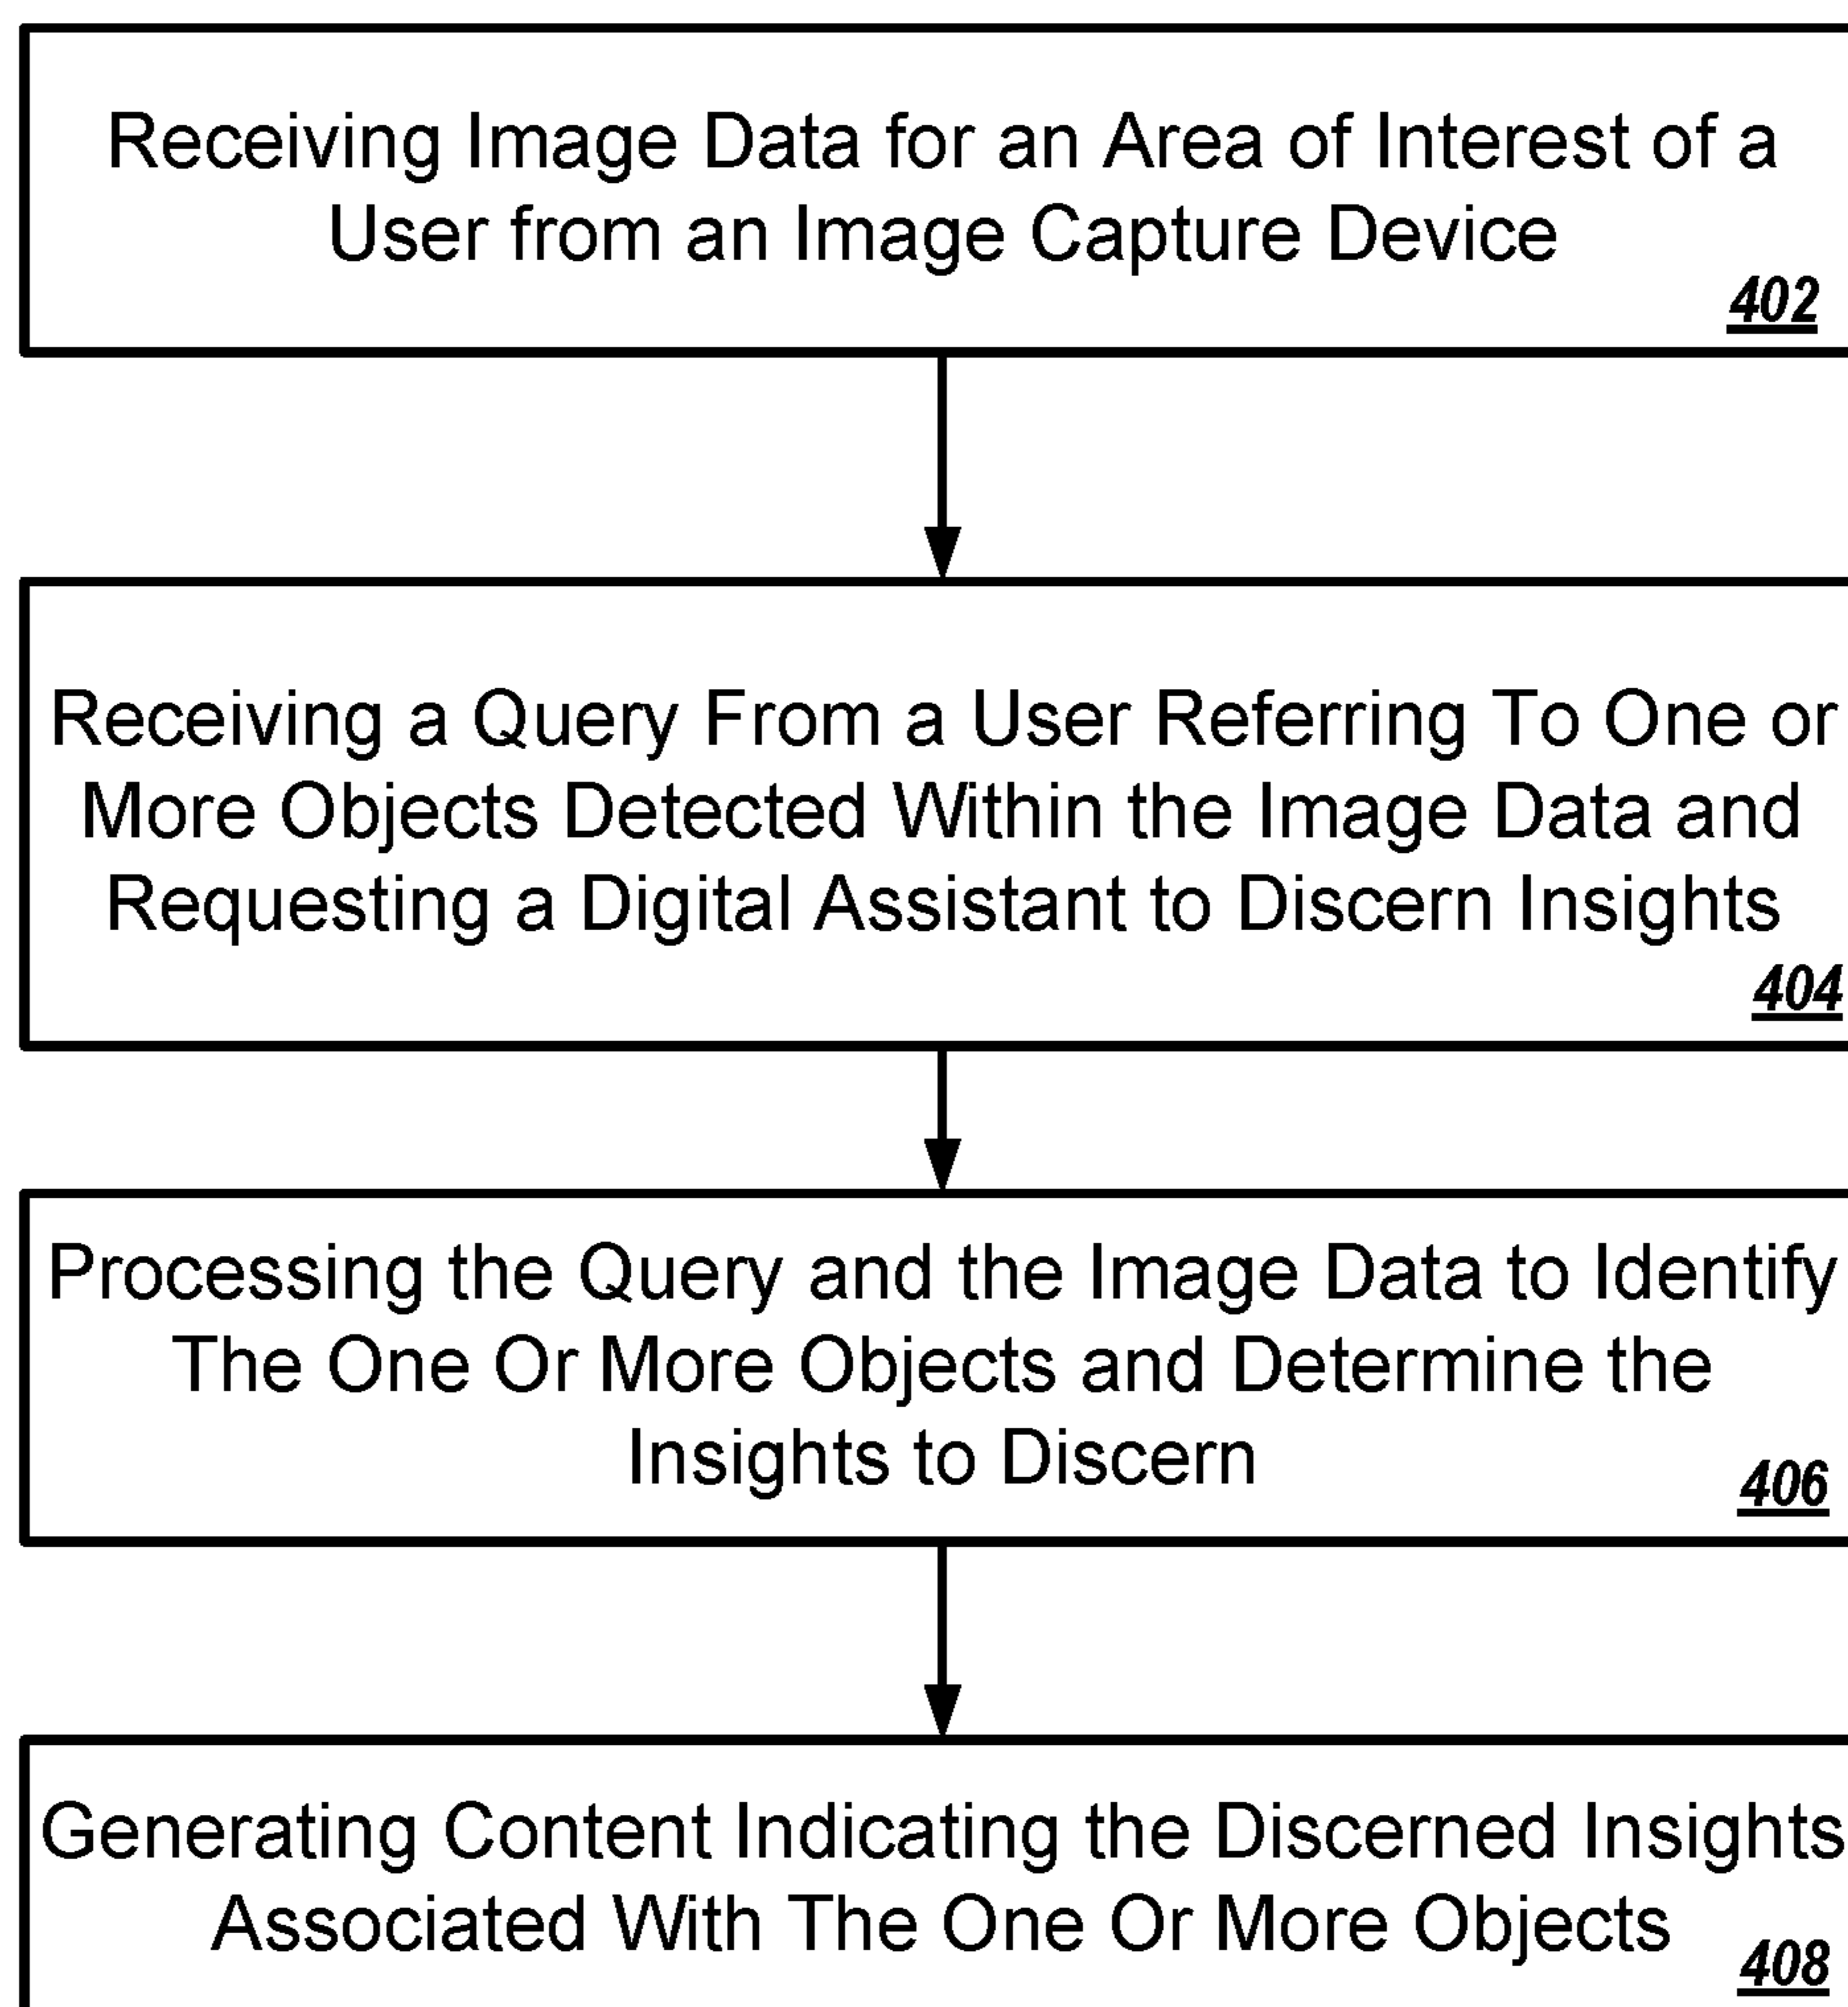 Receiving Image Data for an Area of Interest of a
User from an Image Capture Device
402
Receiving a Query From a User Referring To One or
More Objects Detected Within the Image Data and
Requesting a Digital Assistant to Discern Insights
404
Processing the Query and the Image Data to Identify
The One Or More Objects and Determine the
Insights to Discern
406
Generating Content Indicating the Discerned Insights
Associated With The One Or More Objects
408